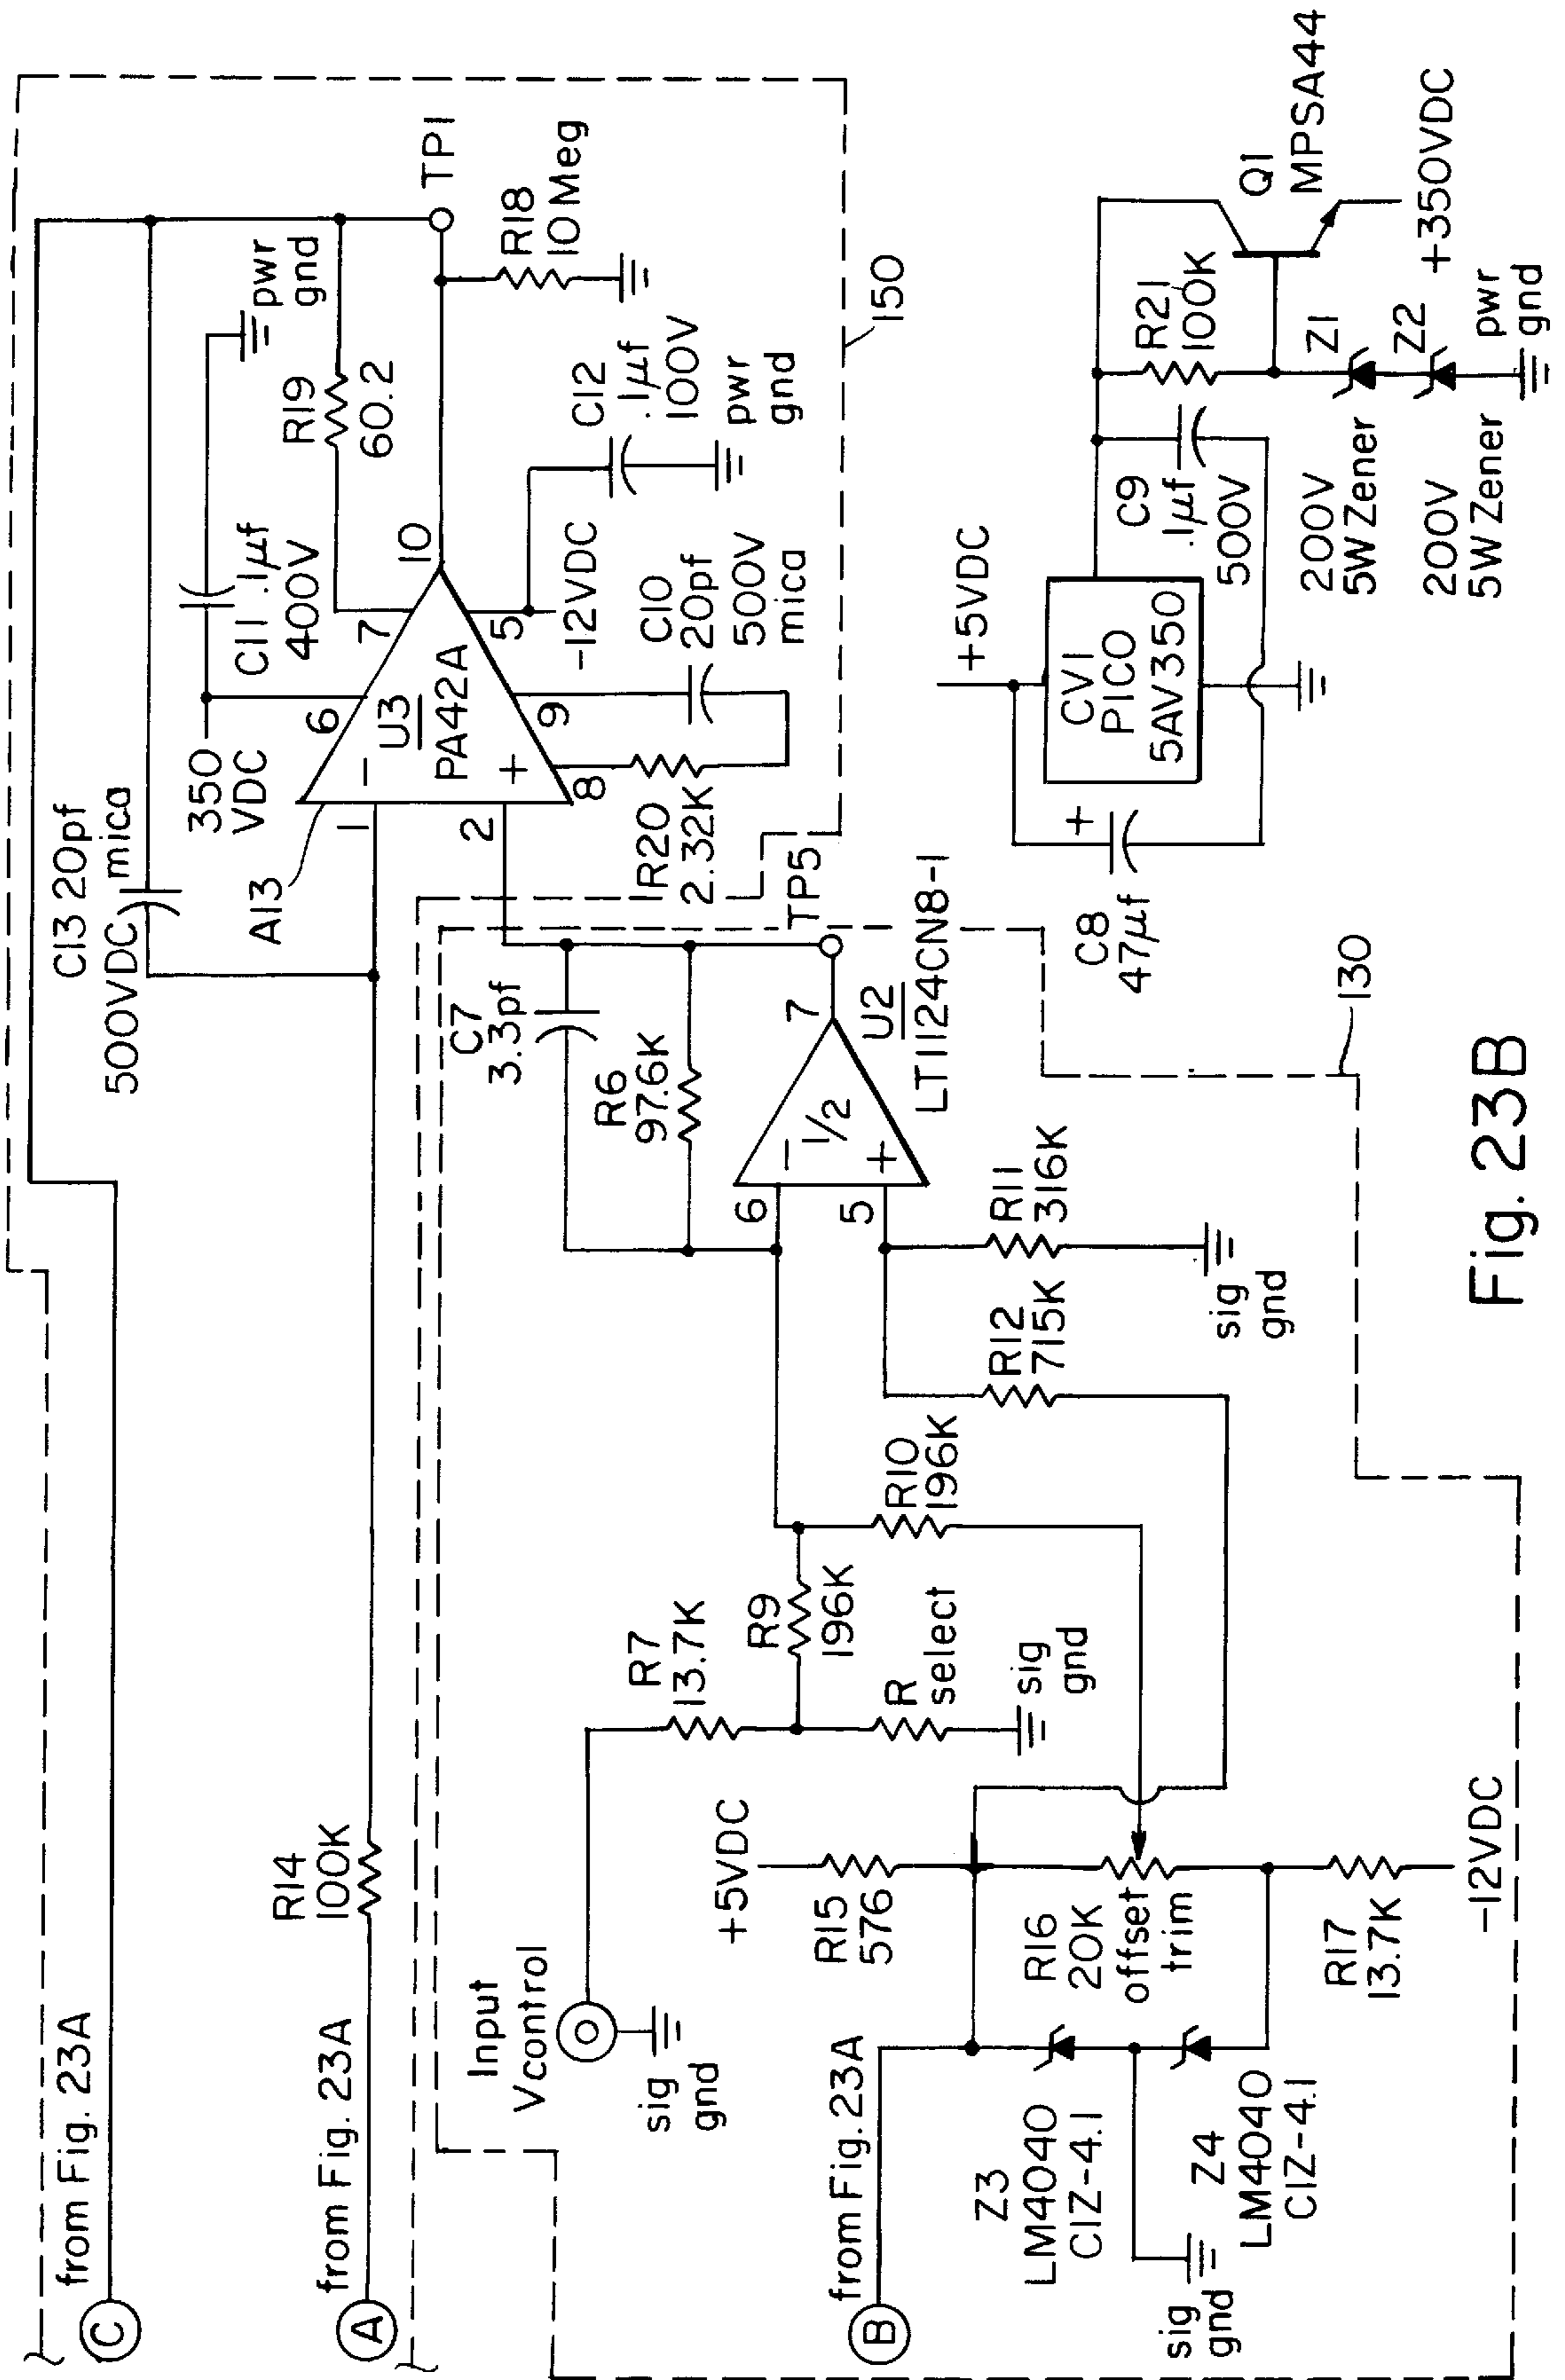 from Fig. 23A
C
C13 20pf
500VDC mica
350
VDC
C11 .1µf
400V
pwr
gnd
R19
60.2
TP1
R18
10 Meg
A13
6
7
10
1
−
U3
PA42A
+
2
5
8
9
-12VDC
C12
.1µf
100V
pwr
gnd
C10
20pf
500V
mica
R20
2.32K
150
from Fig. 23A
A
R14
100K
C7
3.3pf
R6
97.6K
TP5
6
−
1/2
+
5
7
U2
LT1124CN8-1
Input
Vcontrol
sig
gnd
R7
13.7K
R9
196K
R
select
sig
gnd
R10
196K
R12
715K
R11
316K
sig
gnd
+5VDC
R15
576
R16
20K
offset
trim
R17
13.7K
-12VDC
from Fig. 23A
B
Z3
LM4040
CIZ-4.1
sig
gnd
Z4
LM4040
CIZ-4.1
130
+5VDC
C8
+
47µf
CV1
PICO
5AV350
C9
.1µf
500V
R21
100K
Q1
MPSA44
Z1
200V
5W Zener
Z2
200V
5W Zener
+350VDC
pwr
gnd
Fig. 23B